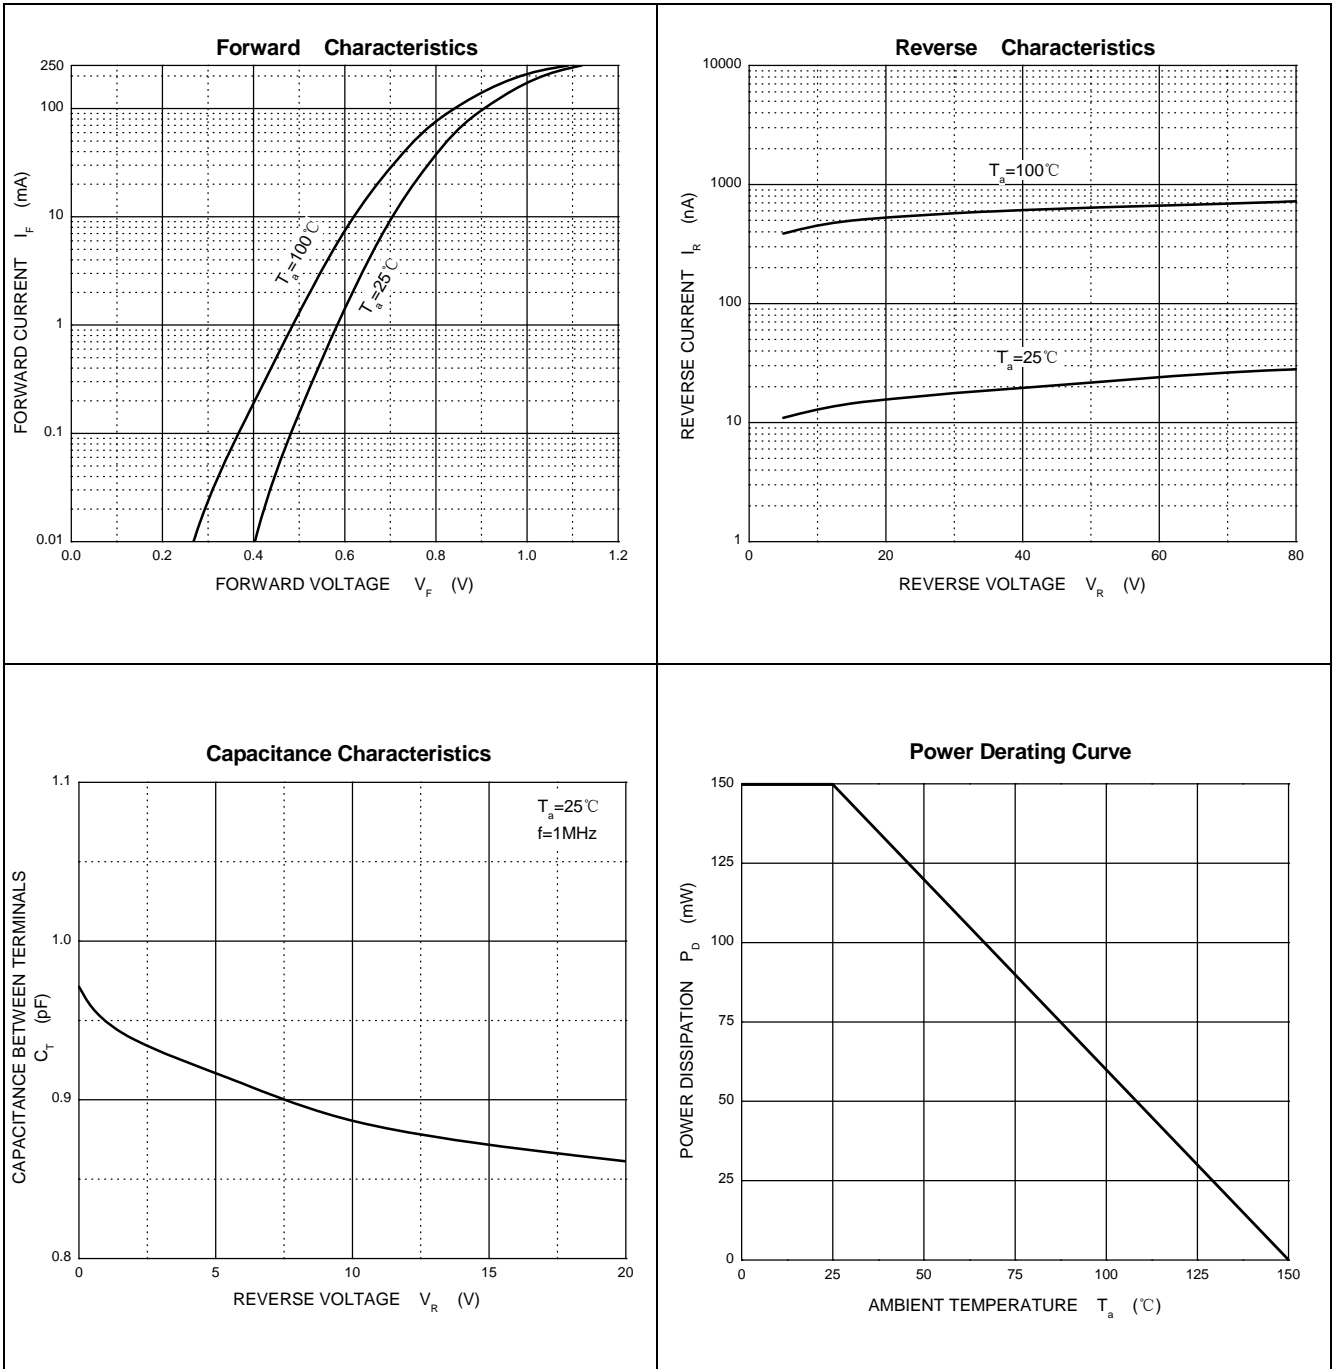 Forward Characteristics
250
100
10
1
0.1
0.01
0.0
0.2
0.4
0.6
0.8
1.0
1.2
FORWARD CURRENT I_F (mA)
T_a=100℃
T_a=25℃
FORWARD VOLTAGE V_F (V)
Reverse Characteristics
10000
1000
100
10
1
0
20
40
60
80
REVERSE CURRENT I_R (nA)
T_a=100℃
T_a=25℃
REVERSE VOLTAGE V_R (V)
Capacitance Characteristics
1.1
1.0
0.9
0.8
0
5
10
15
20
CAPACITANCE BETWEEN TERMINALS
C_T (pF)
T_a=25℃
f=1MHz
REVERSE VOLTAGE V_R (V)
Power Derating Curve
150
125
100
75
50
25
0
0
25
50
75
100
125
150
POWER DISSIPATION P_D (mW)
AMBIENT TEMPERATURE T_a (℃)